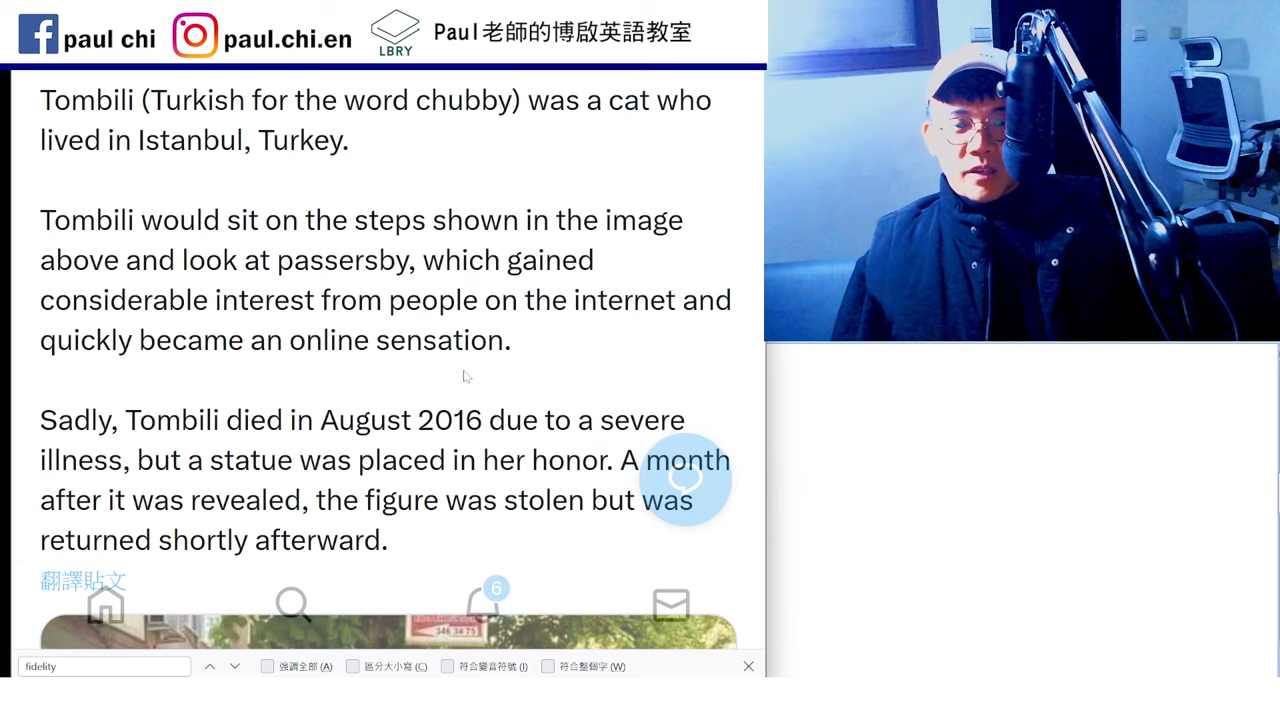 paul chi
paul.chi.en
LBRY
Paul老師的博啟英語教室
Tombili (Turkish for the word chubby) was a cat who
lived in Istanbul, Turkey.
Tombili would sit on the steps shown in the image
above and look at passersby, which gained
considerable interest from people on the internet and
quickly became an online sensation.
Sadly, Tombili died in August 2016 due to a severe
illness, but a statue was placed in her honor. A month
after it was revealed, the figure was stolen but was
returned shortly afterward.
翻譯貼文
6
346 34 75
fidelity
強調全部 (A)
區分大小寫 (C)
符合變音符號 (I)
符合整個字 (W)